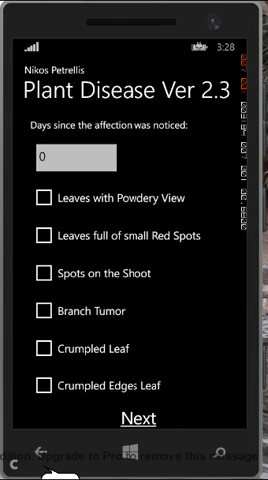 3:28
Nikos Petrellis
Plant Disease Ver 2.3
Days since the affection was noticed:
0
Leaves with Powdery View
Leaves full of small Red Spots
Spots on the Shoot
Branch Tumor
Crumpled Leaf
Crumpled Edges Leaf
Next
Upgrade to Pro to remove this message